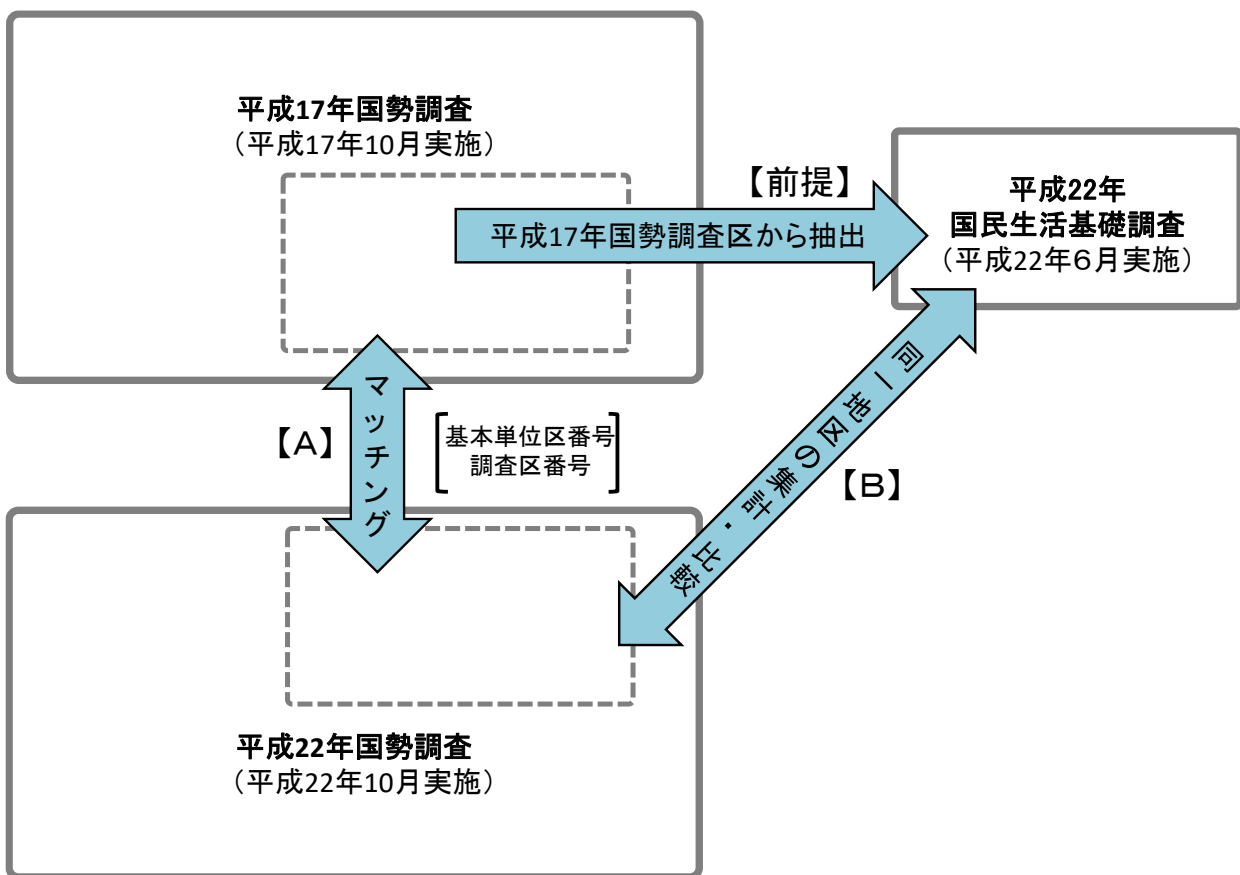 平成17年国勢調査
（平成17年10月実施）
【前提】
平成17年国勢調査区から抽出
平成22年
国民生活基礎調査
（平成22年６月実施）
【Ａ】
マッチング
基本単位区番号
調査区番号
同一地区の集計・比較
【Ｂ】
平成22年国勢調査
（平成22年10月実施）